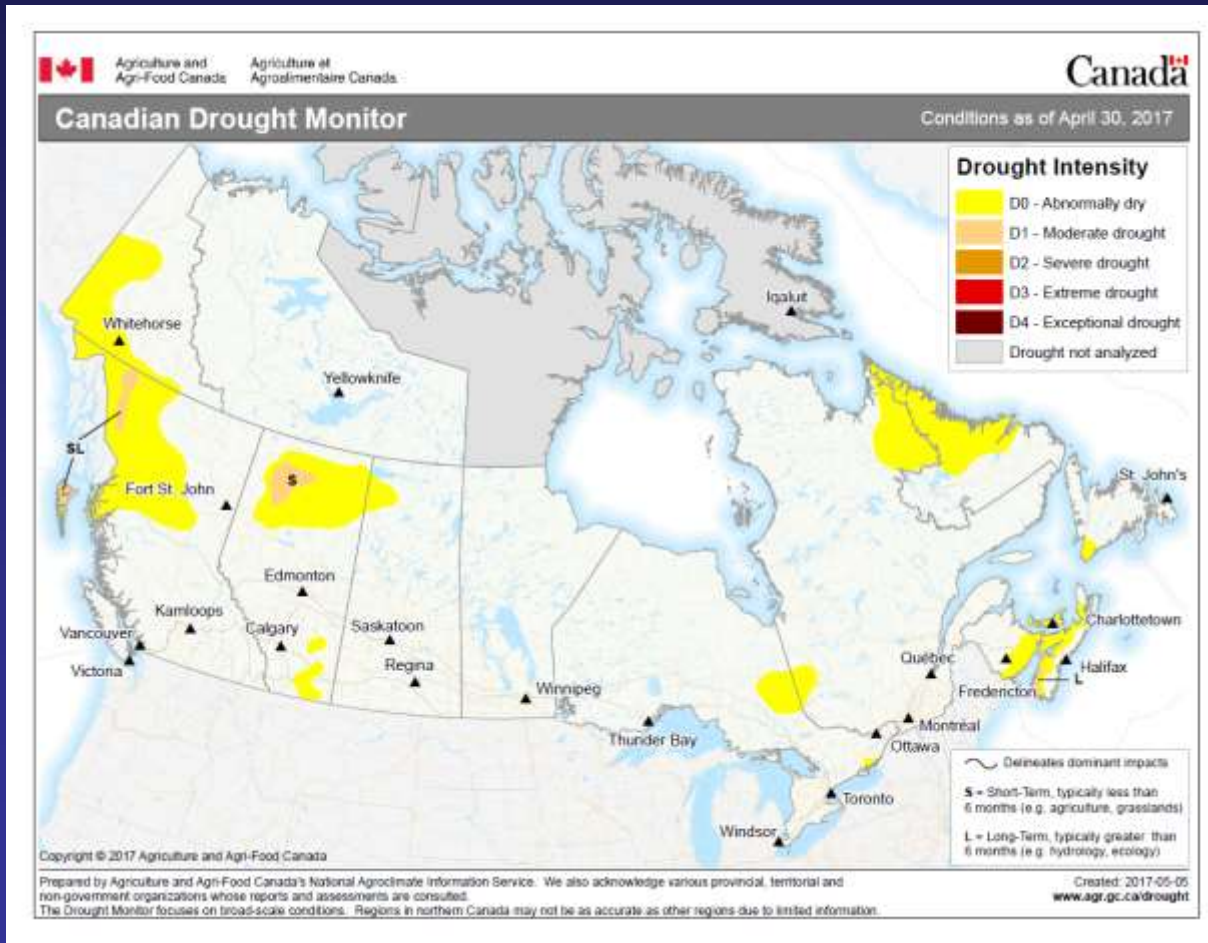 Agriculture and
Agri-Food Canada
Agriculture et
Agroalimentaire Canada
Canada
Canadian Drought Monitor
Conditions as of April 30, 2017
Drought Intensity
D0 - Abnormally dry
D1 - Moderate drought
D2 - Severe drought
D3 - Extreme drought
D4 - Exceptional drought
Drought not analyzed
Iqaluit
Whitehorse
Yellowknife
SL
S
Fort St. John
St. John's
Edmonton
Kamloops
Calgary
Saskatoon
Vancouver
Victoria
Regina
Winnipeg
Charlottetown
Québec
Halifax
Fredericton
L
Montréal
Thunder Bay
Ottawa
Toronto
Windsor
Delineates dominant impacts
S = Short-Term, typically less than
6 months (e.g. agriculture, grasslands)
L = Long-Term, typically greater than
6 months (e.g. hydrology, ecology)
Copyright © 2017 Agriculture and Agri-Food Canada
Prepared by Agriculture and Agri-Food Canada's National Agroclimate Information Service. We also acknowledge various provincial, territorial and
non-government organizations whose reports and assessments are consulted.
The Drought Monitor focuses on broad-scale conditions. Regions in northern Canada may not be as accurate as other regions due to limited information.
Created: 2017-05-05
www.agr.gc.ca/drought